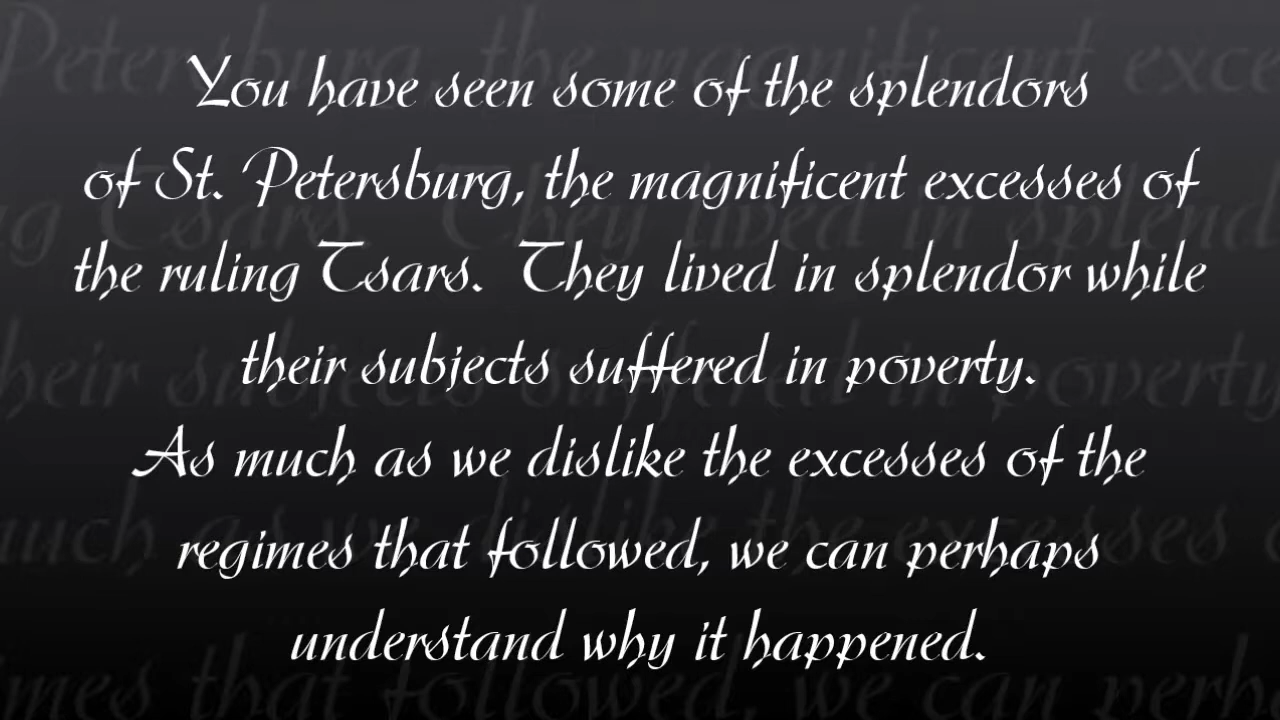 You have seen some of the splendors
of St. Petersburg, the magnificent excesses of
the ruling Tsars.  They lived in splendor while
their subjects suffered in poverty.
As much as we dislike the excesses of the
regimes that followed, we can perhaps
understand why it happened.